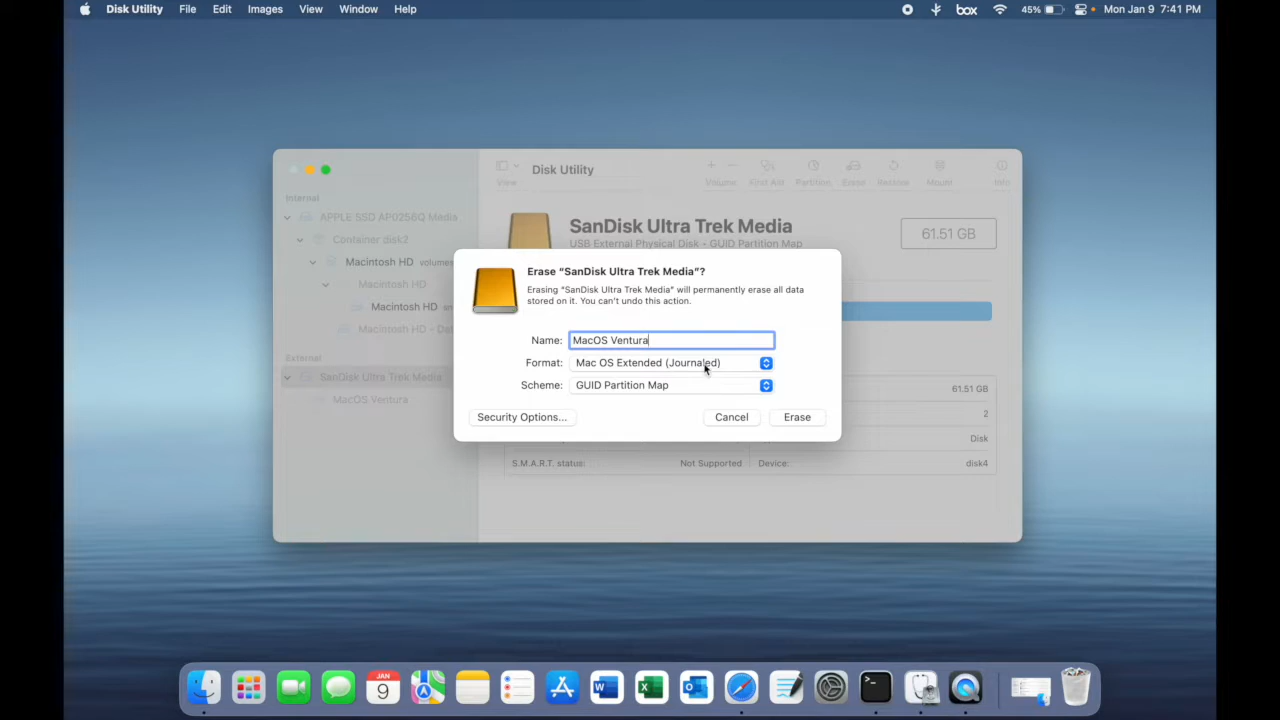 Disk Utility File Edit Images View Window Help box 45% Mon Jan 9 7:41 PM
View Disk Utility Volume First Aid Partition Erase Restore Mount Info
Internal
APPLE SSD AP0256Q Media
Container disk2
Macintosh HD volumes
Macintosh HD
Macintosh HD
Macintosh HD - Dat
External
SanDisk Ultra Trek Media
MacOS Ventura
SanDisk Ultra Trek Media
USB External Physical Disk - GUID Partition Map
61.51 GB
Erase “SanDisk Ultra Trek Media”?
Erasing “SanDisk Ultra Trek Media” will permanently erase all data
stored on it. You can't undo this action.
Name: MacOS Ventura
Format: Mac OS Extended (Journaled)
Scheme: GUID Partition Map
Security Options... Cancel Erase
61.51 GB
2
Disk
S.M.A.R.T. status: Not Supported Device: disk4
JAN
9